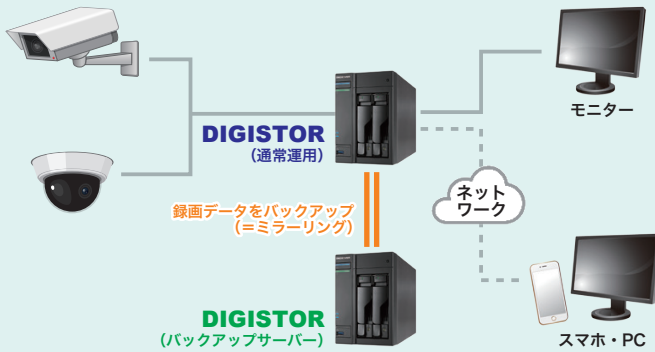 モニター
DIGISTOR
(通常運用)
ネット
ワーク
録画データをバックアップ
(=ミラーリング)
DIGISTOR
(バックアップサーバー)
スマホ・PC